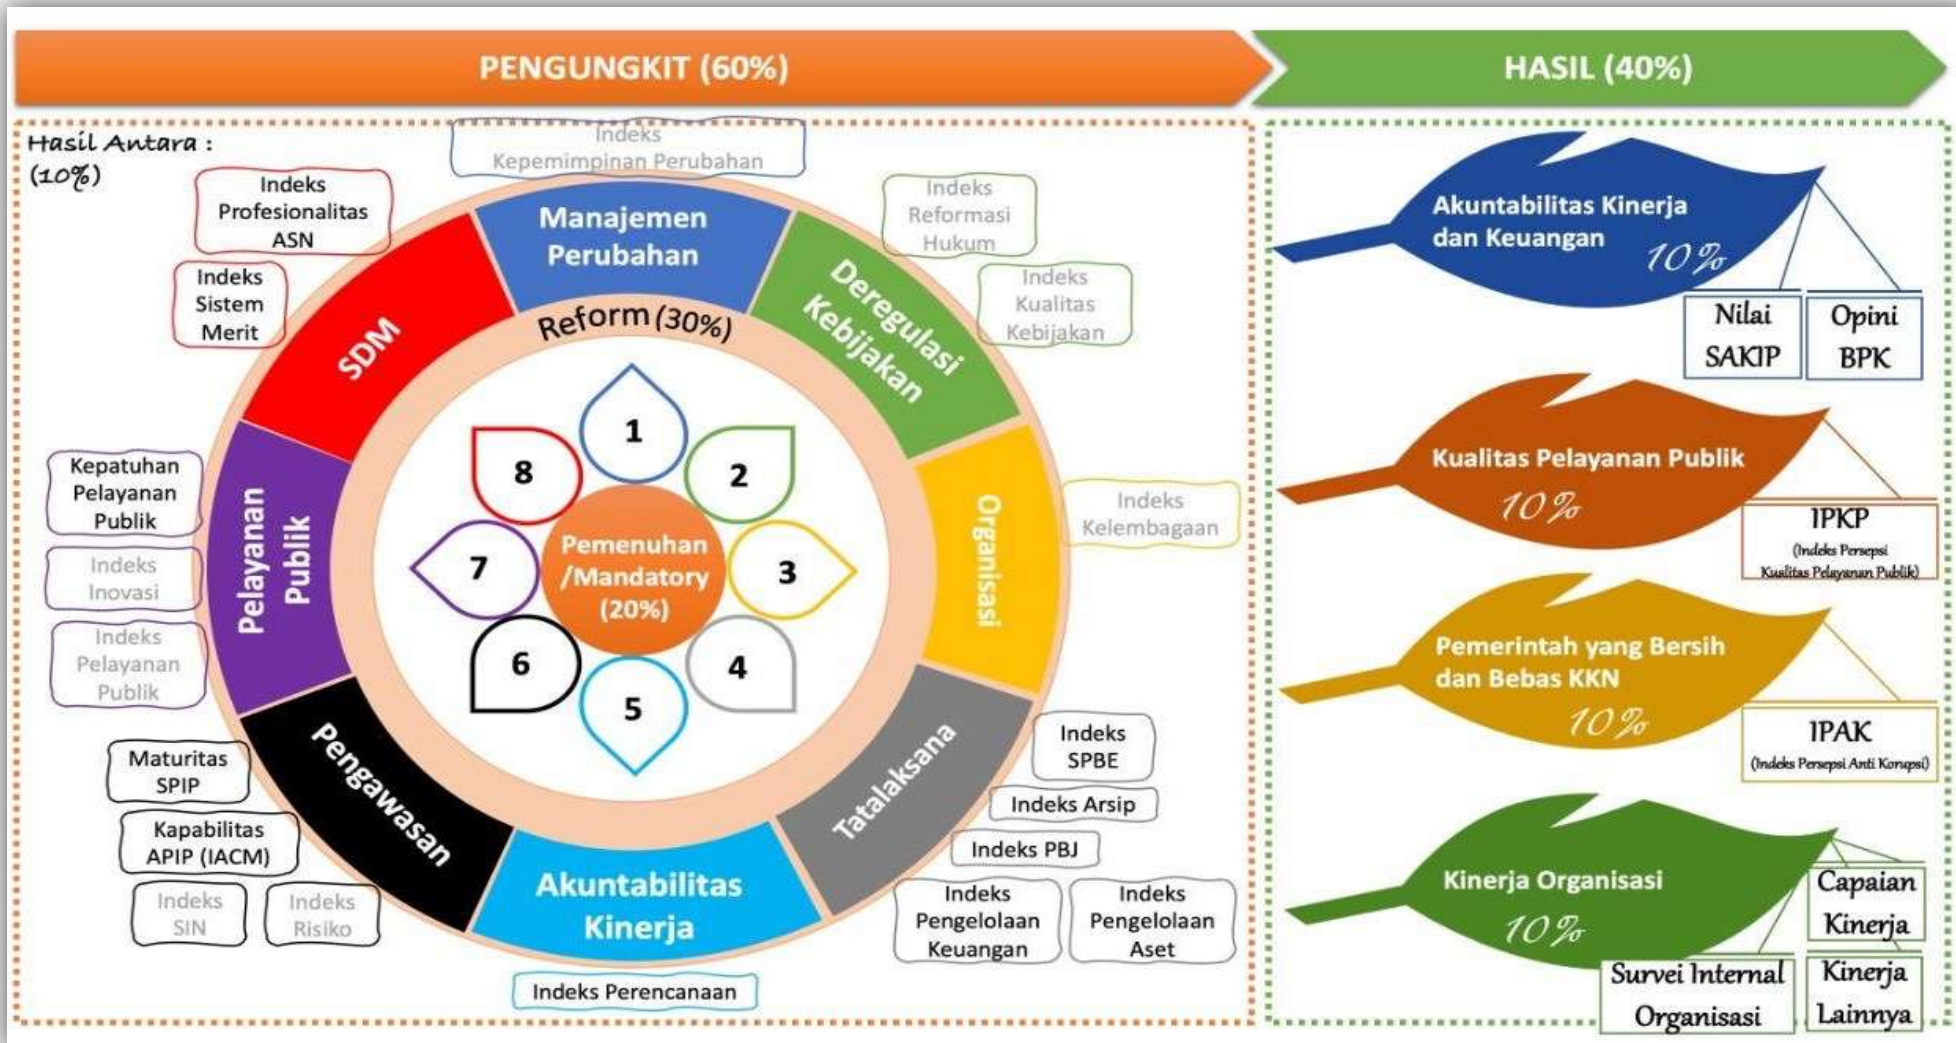 PENGUNGKIT (60%)
HASIL (40%)
Hasil Antara :
(10%)
Indeks
Kepemimpinan Perubahan
Indeks
Profesionalitas
ASN
Indeks
Sistem
Merit
Indeks
Reformasi
Hukum
Indeks
Kualitas
Kebijakan
Manajemen
Perubahan
Deregulasi
Kebijakan
Organisasi
Tatalaksana
Akuntabilitas
Kinerja
Pengawasan
Pelayanan
Publik
SDM
Reform (30%)
1
2
3
4
5
6
7
8
Pemenuhan
/Mandatory
(20%)
Kepatuhan
Pelayanan
Publik
Indeks
Inovasi
Indeks
Pelayanan
Publik
Maturitas
SPIP
Kapabilitas
APIP (IACM)
Indeks
SIN
Indeks
Risiko
Indeks Perencanaan
Indeks
Kelembagaan
Indeks
SPBE
Indeks Arsip
Indeks PBJ
Indeks
Pengelolaan
Keuangan
Indeks
Pengelolaan
Aset
Akuntabilitas Kinerja
dan Keuangan
10%
Nilai
SAKIP
Opini
BPK
Kualitas Pelayanan Publik
10%
IPKP
(Indeks Persepsi
Kualitas Pelayanan Publik)
Pemerintah yang Bersih
dan Bebas KKN
10%
IPAK
(Indeks Persepsi Anti Korupsi)
Kinerja Organisasi
10%
Capaian
Kinerja
Survei Internal
Organisasi
Kinerja
Lainnya